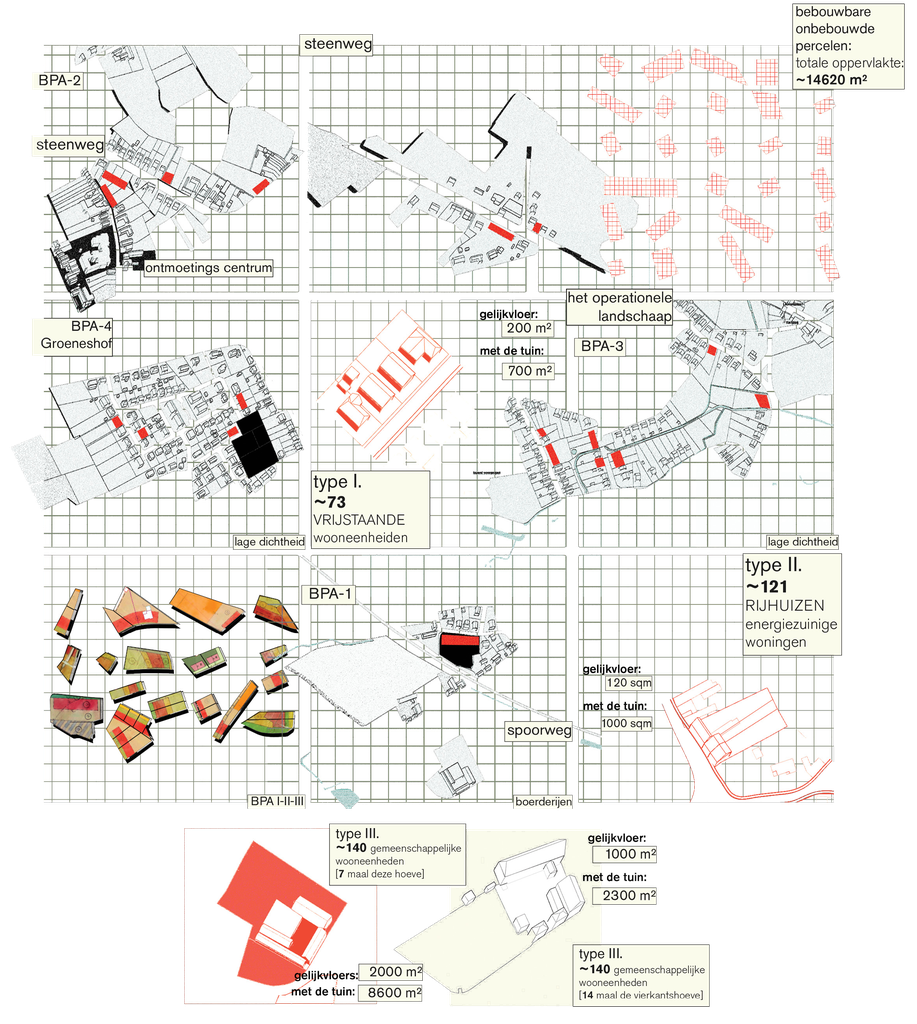 bebouwbare
onbebouwde
percelen:
totale oppervlakte:
~14620 m²
steenweg
BPA-2
steenweg
ontmoetings centrum
het operationele
landschaap
BPA-4
Groeneshof
gelijkvloer:
200 m²
met de tuin:
700 m²
BPA-3
type I.
~73
VRIJSTAANDE
wooneenheiden
lage dichtheid
lage dichtheid
type II.
~121
RIJHUIZEN
energiezuinige
woningen
BPA-1
gelijkvloer:
120 sqm
met de tuin:
1000 sqm
spoorweg
BPA I-II-III
boerderijen
type III.
~140 gemeenschappelijke
wooneenheden
[7 maal deze hoeve]
gelijkvloer:
1000 m²
met de tuin:
2300 m²
gelijkvloers:
2000 m²
met de tuin:
8600 m²
type III.
~140 gemeenschappelijke
wooneenheden
[14 maal de vierkantshoeve]